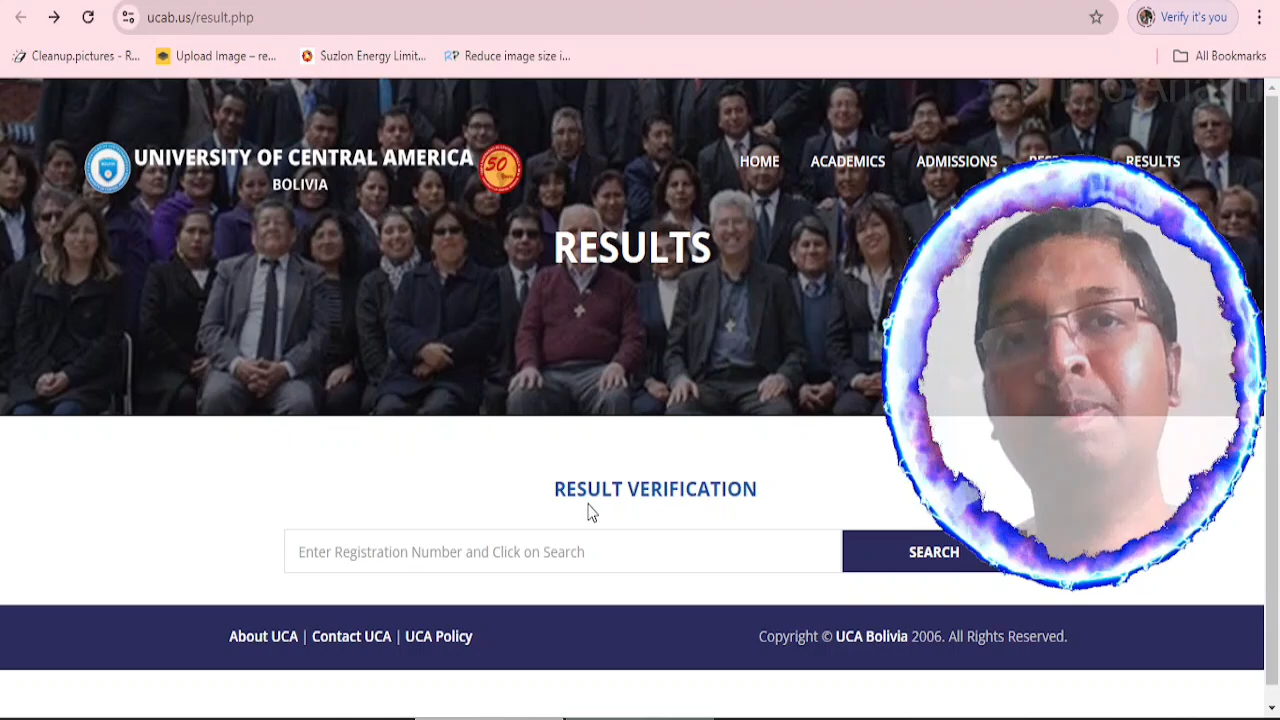 ucab.us/result.php
Verify it's you
Cleanup.pictures - R...
Upload Image – re...
Suzlon Energy Limit...
Reduce image size i...
All Bookmarks
UNIVERSITY OF CENTRAL AMERICA
BOLIVIA
50
HOME
ACADEMICS
ADMISSIONS
RESULTS
RESULTS
RESULT VERIFICATION
Enter Registration Number and Click on Search
SEARCH
About UCA | Contact UCA | UCA Policy
Copyright © UCA Bolivia 2006. All Rights Reserved.